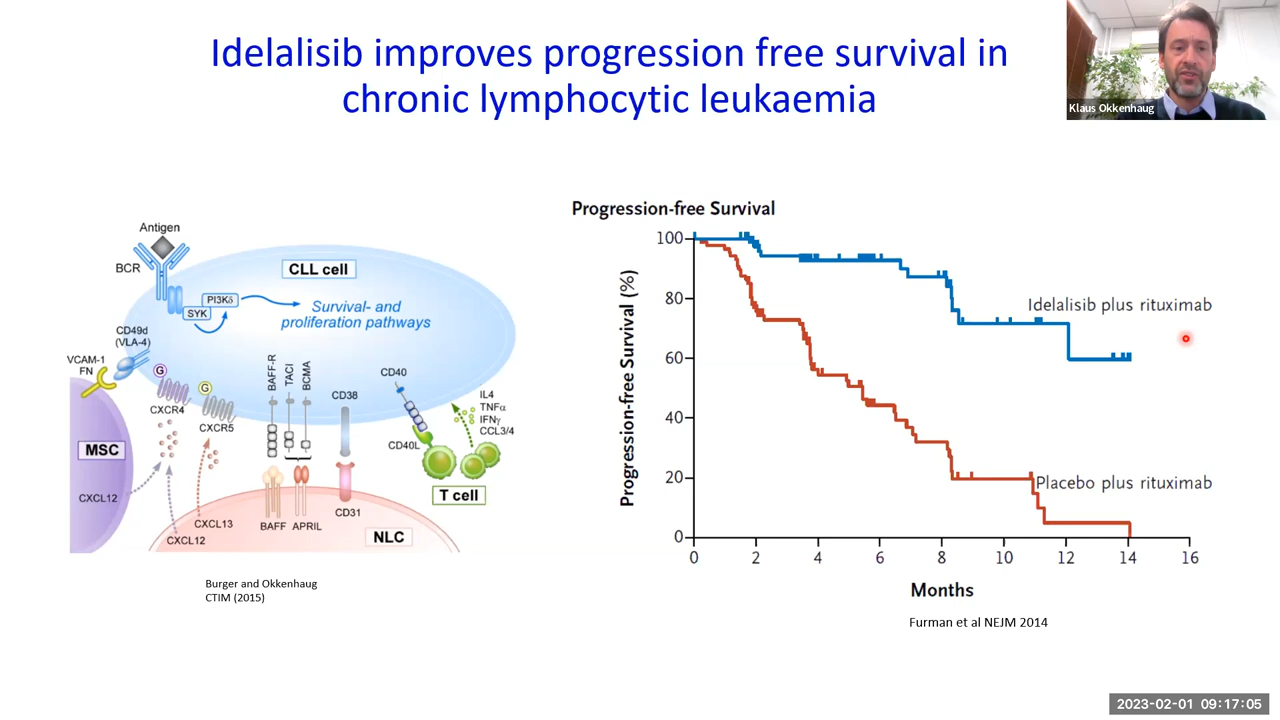 Idelalisib improves progression free survival in
chronic lymphocytic leukaemia
Klaus Okkenhaug
Antigen
BCR
CLL cell
PI3Kδ
SYK
Survival- and
proliferation pathways
CD49d
(VLA-4)
VCAM-1
FN
G
G
CXCR4
CXCR5
BAFF-R
TACI
BCMA
CD38
CD40
IL4
TNFα
IFNγ
CCL3/4
CD40L
MSC
T cell
CXCL12
CXCL13
CXCL12
BAFF
APRIL
CD31
NLC
Burger and Okkenhaug
CTIM (2015)
Progression-free Survival
Progression-free Survival (%)
100
80
60
40
20
0
Idelalisib plus rituximab
Placebo plus rituximab
0 2 4 6 8 10 12 14 16
Months
Furman et al NEJM 2014
2023-02-01 09:17:05